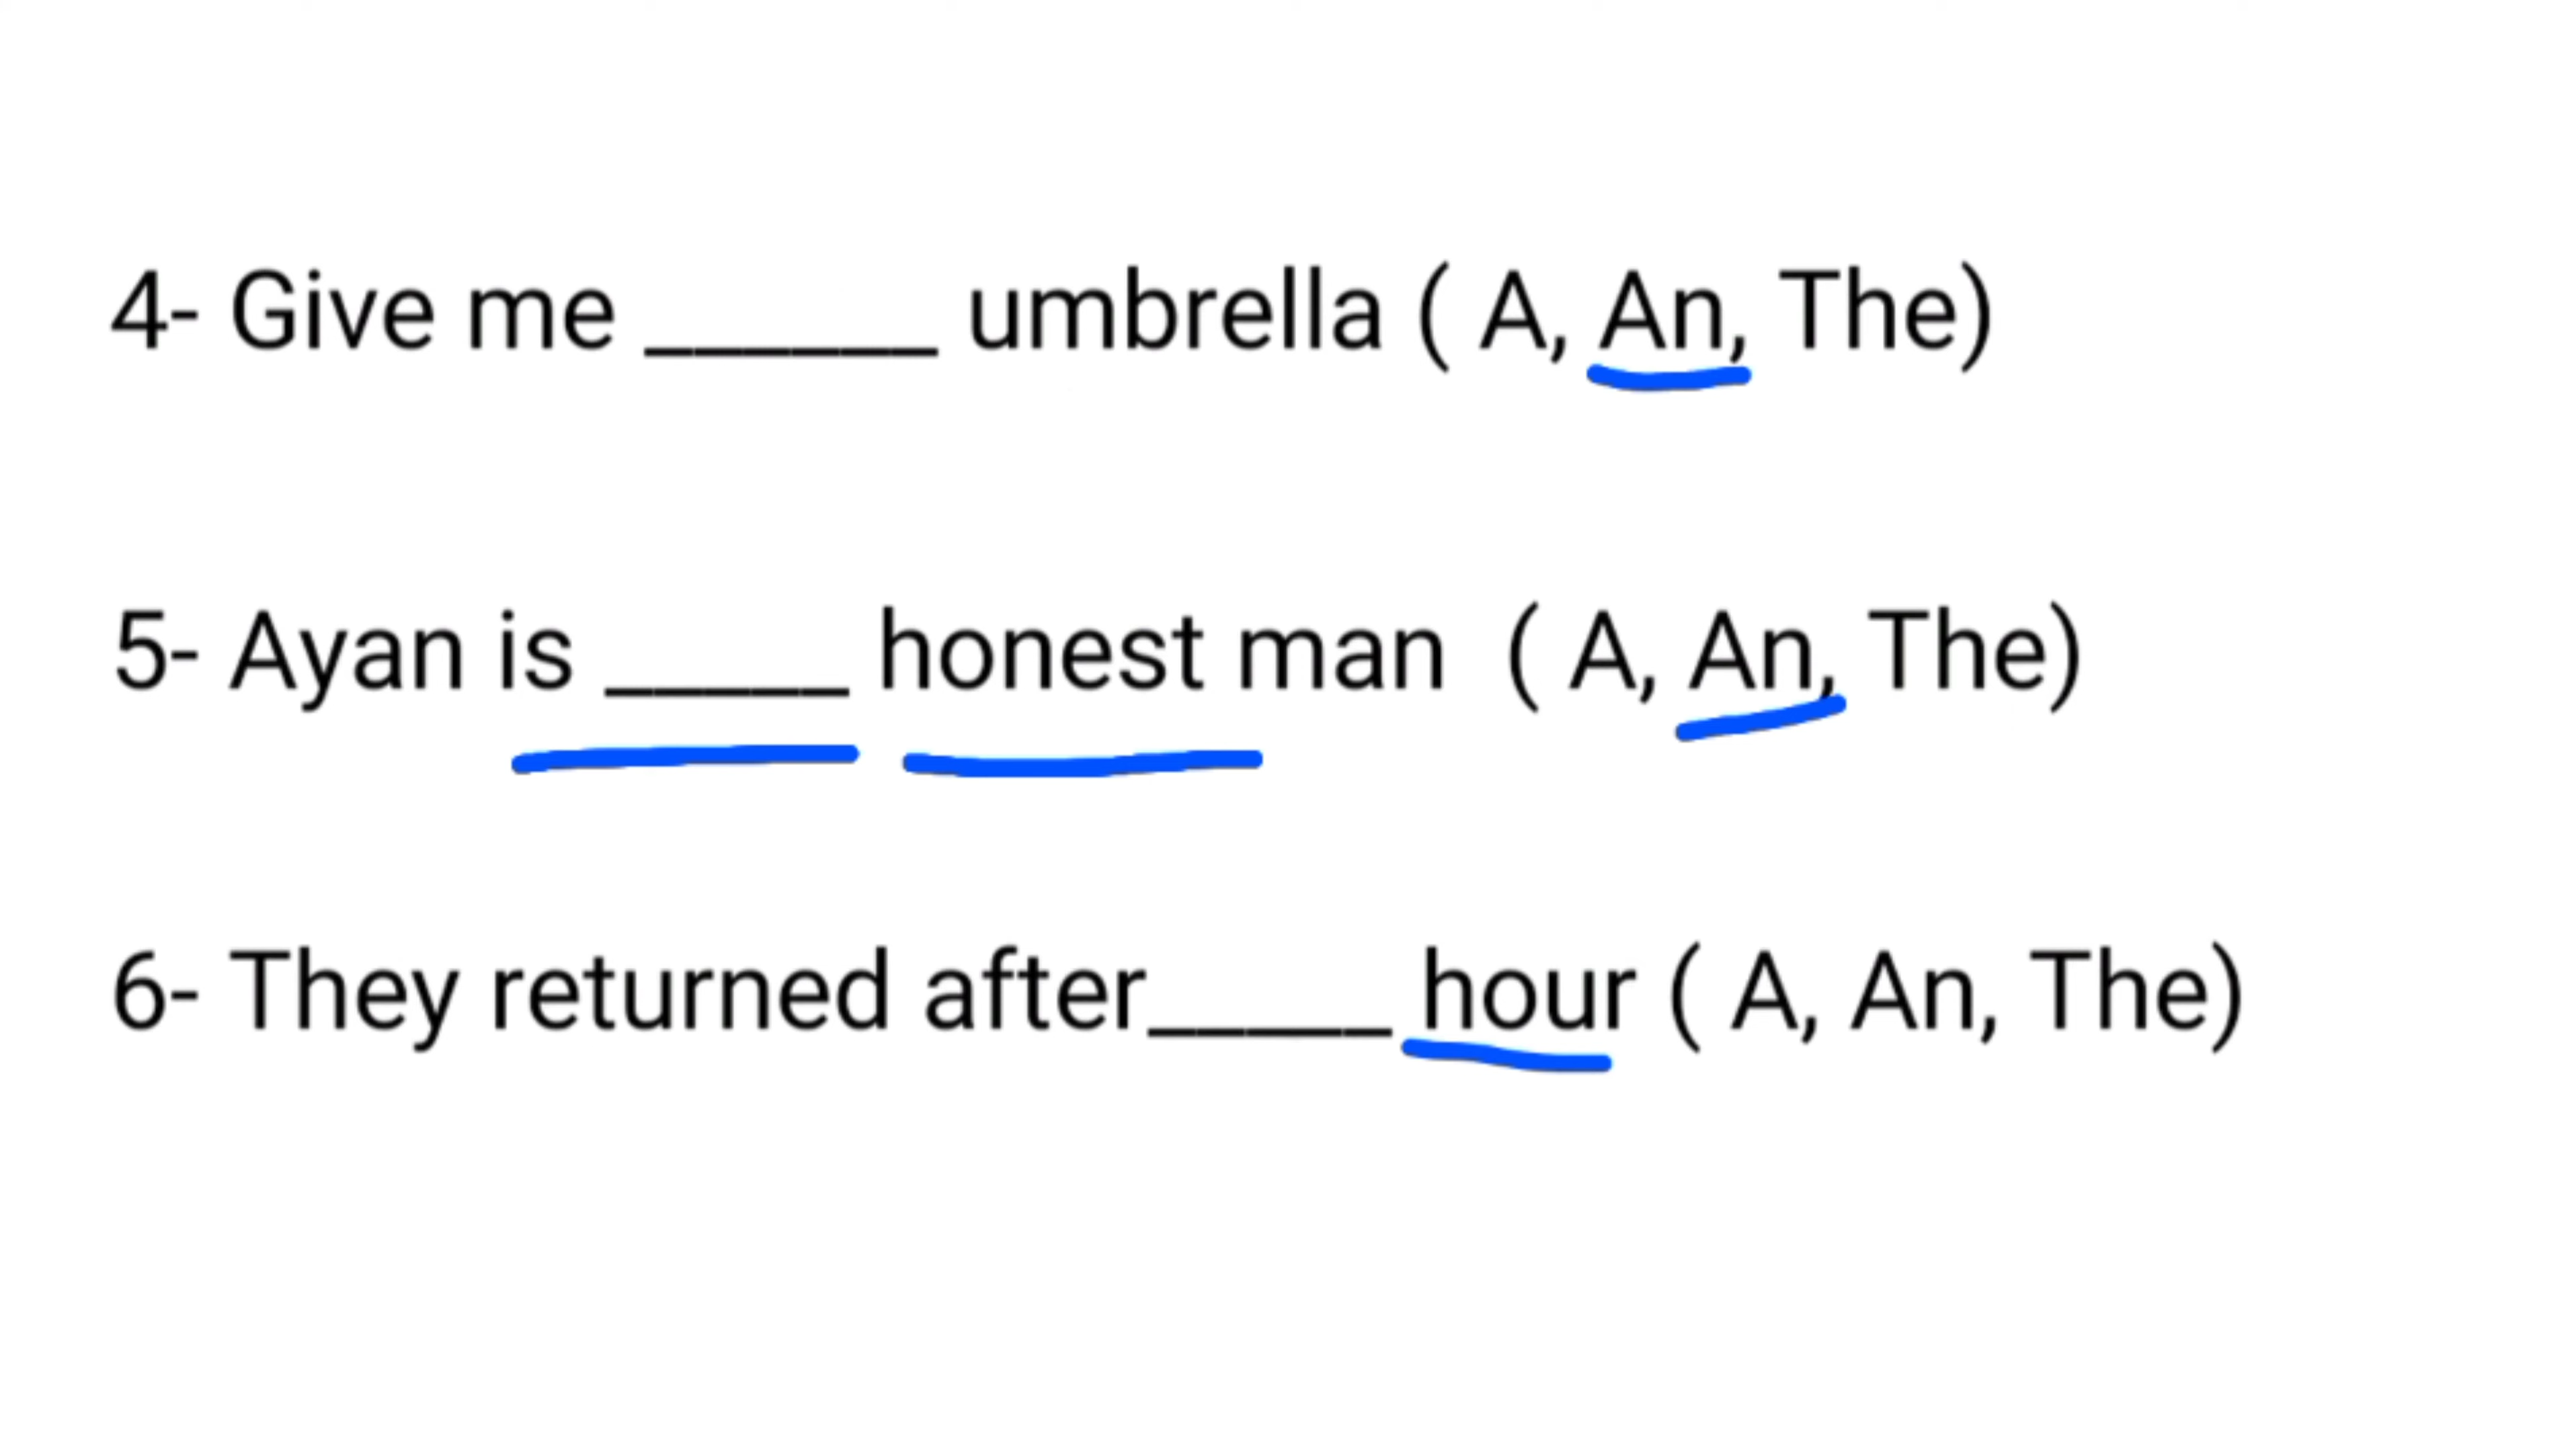 4- Give me ______ umbrella ( A, An, The)
5- Ayan is _____ honest man ( A, An, The)
6- They returned after_____ hour ( A, An, The)